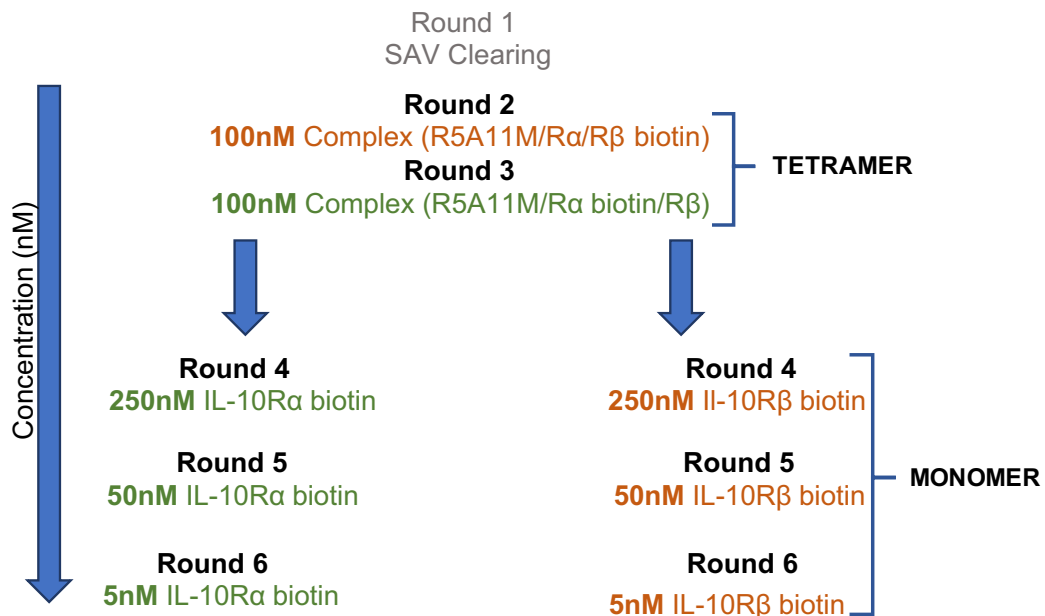 Round 1
SAV Clearing
Round 2
100nM Complex (R5A11M/Rα/Rβ biotin)
Round 3
100nM Complex (R5A11M/Rα biotin/Rβ)
TETRAMER
Concentration (nM)
Round 4
250nM IL-10Rα biotin
Round 5
50nM IL-10Rα biotin
Round 6
5nM IL-10Rα biotin
Round 4
250nM Il-10Rβ biotin
Round 5
50nM IL-10Rβ biotin
Round 6
5nM IL-10Rβ biotin
MONOMER